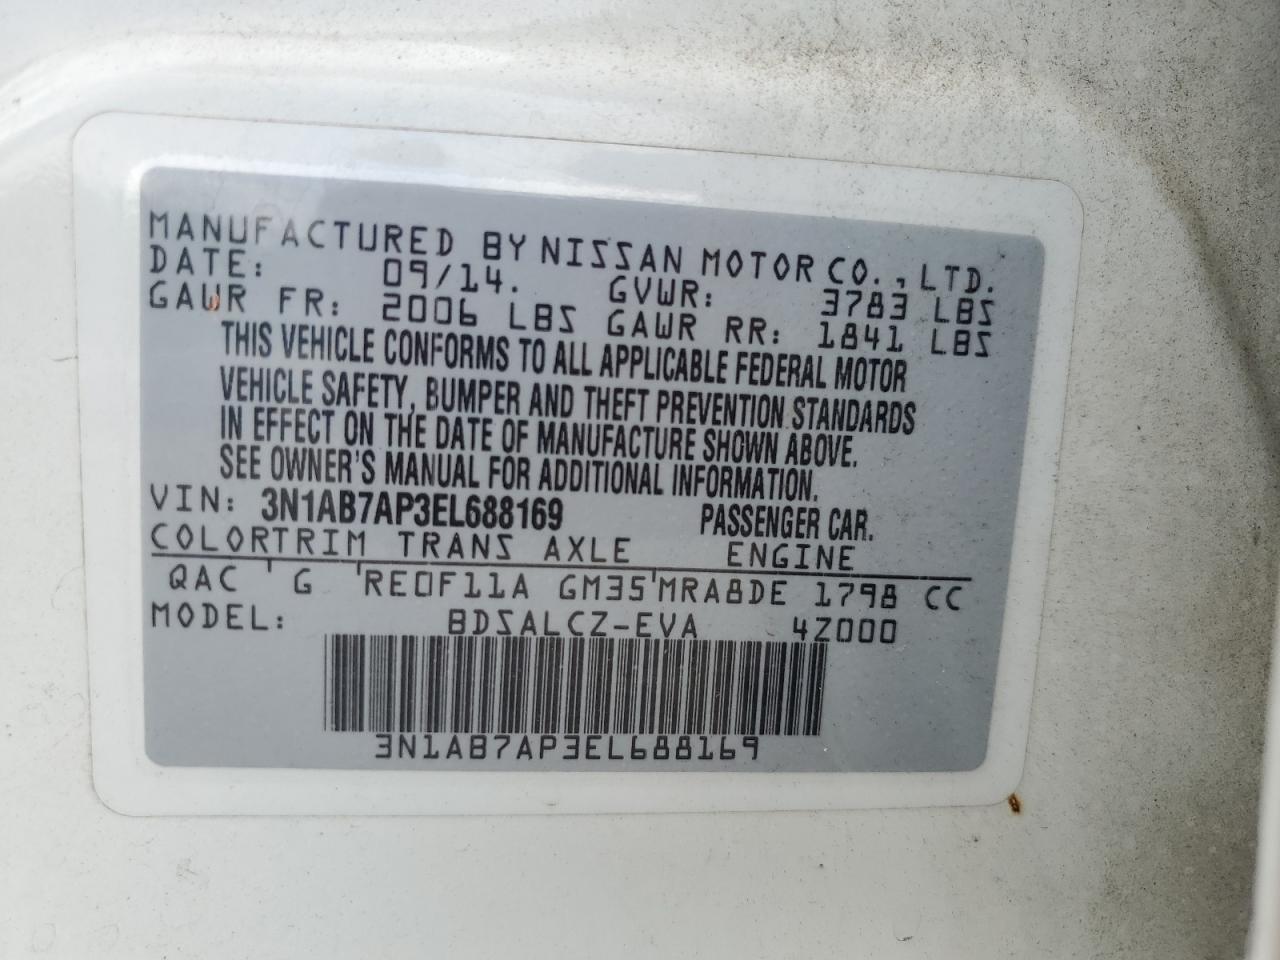 MANUFACTURED BY NISSAN MOTOR CO., LTD.
DATE: 09/14. GVWR: 3783 LBS
GAWR FR: 2006 LBS GAWR RR: 1841 LBS
THIS VEHICLE CONFORMS TO ALL APPLICABLE FEDERAL MOTOR
VEHICLE SAFETY, BUMPER AND THEFT PREVENTION STANDARDS
IN EFFECT ON THE DATE OF MANUFACTURE SHOWN ABOVE.
SEE OWNER'S MANUAL FOR ADDITIONAL INFORMATION.
VIN: 3N1AB7AP3EL688169 PASSENGER CAR.
COLORTRIM TRANS AXLE ENGINE
QAC ' G 'RE0F11A GM35'MRA8DE 1798 CC
MODEL: BDSALCZ-EVA 4Z000
3N1AB7AP3EL688169